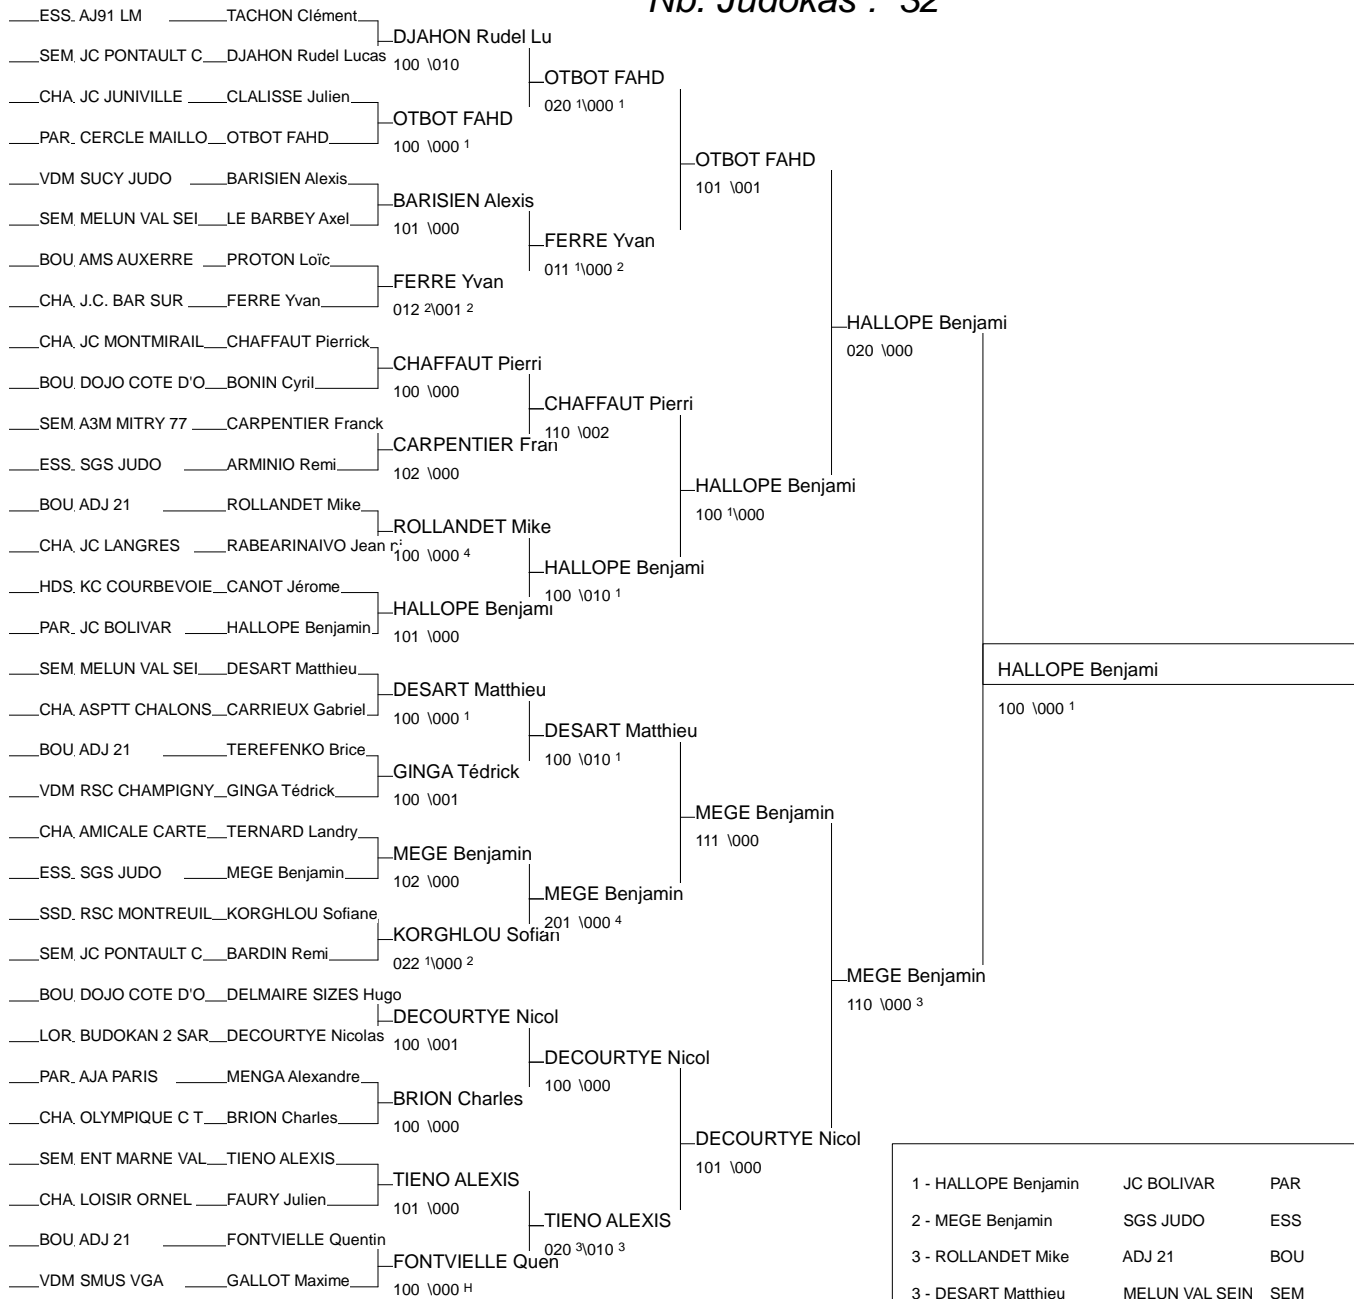 Nb. Judokas : 32
ESS AJ91 LM TACHON Clément
DJAHON Rudel Lu
SEM JC PONTAULT C DJAHON Rudel Lucas 100 \010
OTBOT FAHD
CHA JC JUNIVILLE CLALISSE Julien 020 1\000 1
OTBOT FAHD
PAR CERCLE MAILLO OTBOT FAHD 100 \000 1
OTBOT FAHD
VDM SUCY JUDO BARISIEN Alexis 101 \001
BARISIEN Alexis
SEM MELUN VAL SEI LE BARBEY Axel 101 \000
FERRE Yvan
BOU AMS AUXERRE PROTON Loïc 011 1\000 2
FERRE Yvan
CHA J.C. BAR SUR FERRE Yvan 012 2\001 2
HALLOPE Benjami
CHA JC MONTMIRAIL CHAFFAUT Pierrick 020 \000
CHAFFAUT Pierri
BOU DOJO COTE D'O BONIN Cyril 100 \000
CHAFFAUT Pierri
SEM A3M MITRY 77 CARPENTIER Franck 110 \002
CARPENTIER Fran
ESS SGS JUDO ARMINIO Remi 102 \000
HALLOPE Benjami
BOU ADJ 21 ROLLANDET Mike 100 1\000
ROLLANDET Mike
CHA JC LANGRES RABEARINAIVO Jean ni 100 \000 4
HALLOPE Benjami
HDS KC COURBEVOIE CANOT Jérome 100 \010 1
HALLOPE Benjami
PAR JC BOLIVAR HALLOPE Benjamin 101 \000
SEM MELUN VAL SEI DESART Matthieu HALLOPE Benjami
DESART Matthieu
CHA ASPTT CHALONS CARRIEUX Gabriel 100 \000 1 100 \000 1
DESART Matthieu
BOU ADJ 21 TEREFENKO Brice 100 \010 1
GINGA Tédrick
VDM RSC CHAMPIGNY GINGA Tédrick 100 \001
MEGE Benjamin
CHA AMICALE CARTE TERNARD Landry 111 \000
MEGE Benjamin
ESS SGS JUDO MEGE Benjamin 102 \000
MEGE Benjamin
SSD RSC MONTREUIL KORGHLOU Sofiane 201 \000 4
KORGHLOU Sofian
SEM JC PONTAULT C BARDIN Remi 022 1\000 2
MEGE Benjamin
BOU DOJO COTE D'O DELMAIRE SIZES Hugo 110 \000 3
DECOURTYE Nicol
LOR BUDOKAN 2 SAR DECOURTYE Nicolas 100 \001
DECOURTYE Nicol
PAR AJA PARIS MENGA Alexandre 100 \000
BRION Charles
CHA OLYMPIQUE C T BRION Charles 100 \000
DECOURTYE Nicol
SEM ENT MARNE VAL TIENO ALEXIS 101 \000
TIENO ALEXIS
CHA LOISIR ORNEL FAURY Julien 101 \000
TIENO ALEXIS
BOU ADJ 21 FONTVIELLE Quentin 020 3\010 3
FONTVIELLE Quen
VDM SMUS VGA GALLOT Maxime 100 \000 H
1 - HALLOPE Benjamin JC BOLIVAR PAR
2 - MEGE Benjamin SGS JUDO ESS
3 - ROLLANDET Mike ADJ 21 BOU
3 - DESART Matthieu MELUN VAL SEIN SEM